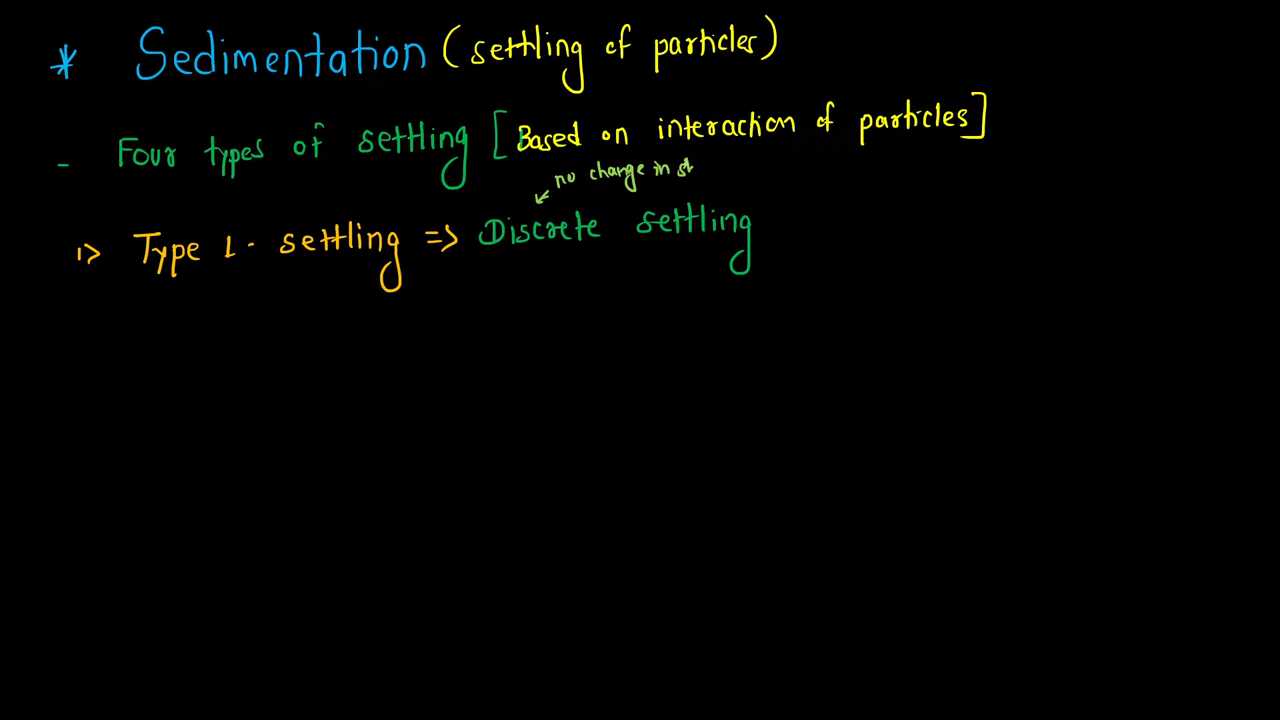 * Sedimentation (settling of particles)
- Four types of settling [Based on interaction of particles]
no change in
1> Type 1- settling => Discrete settling